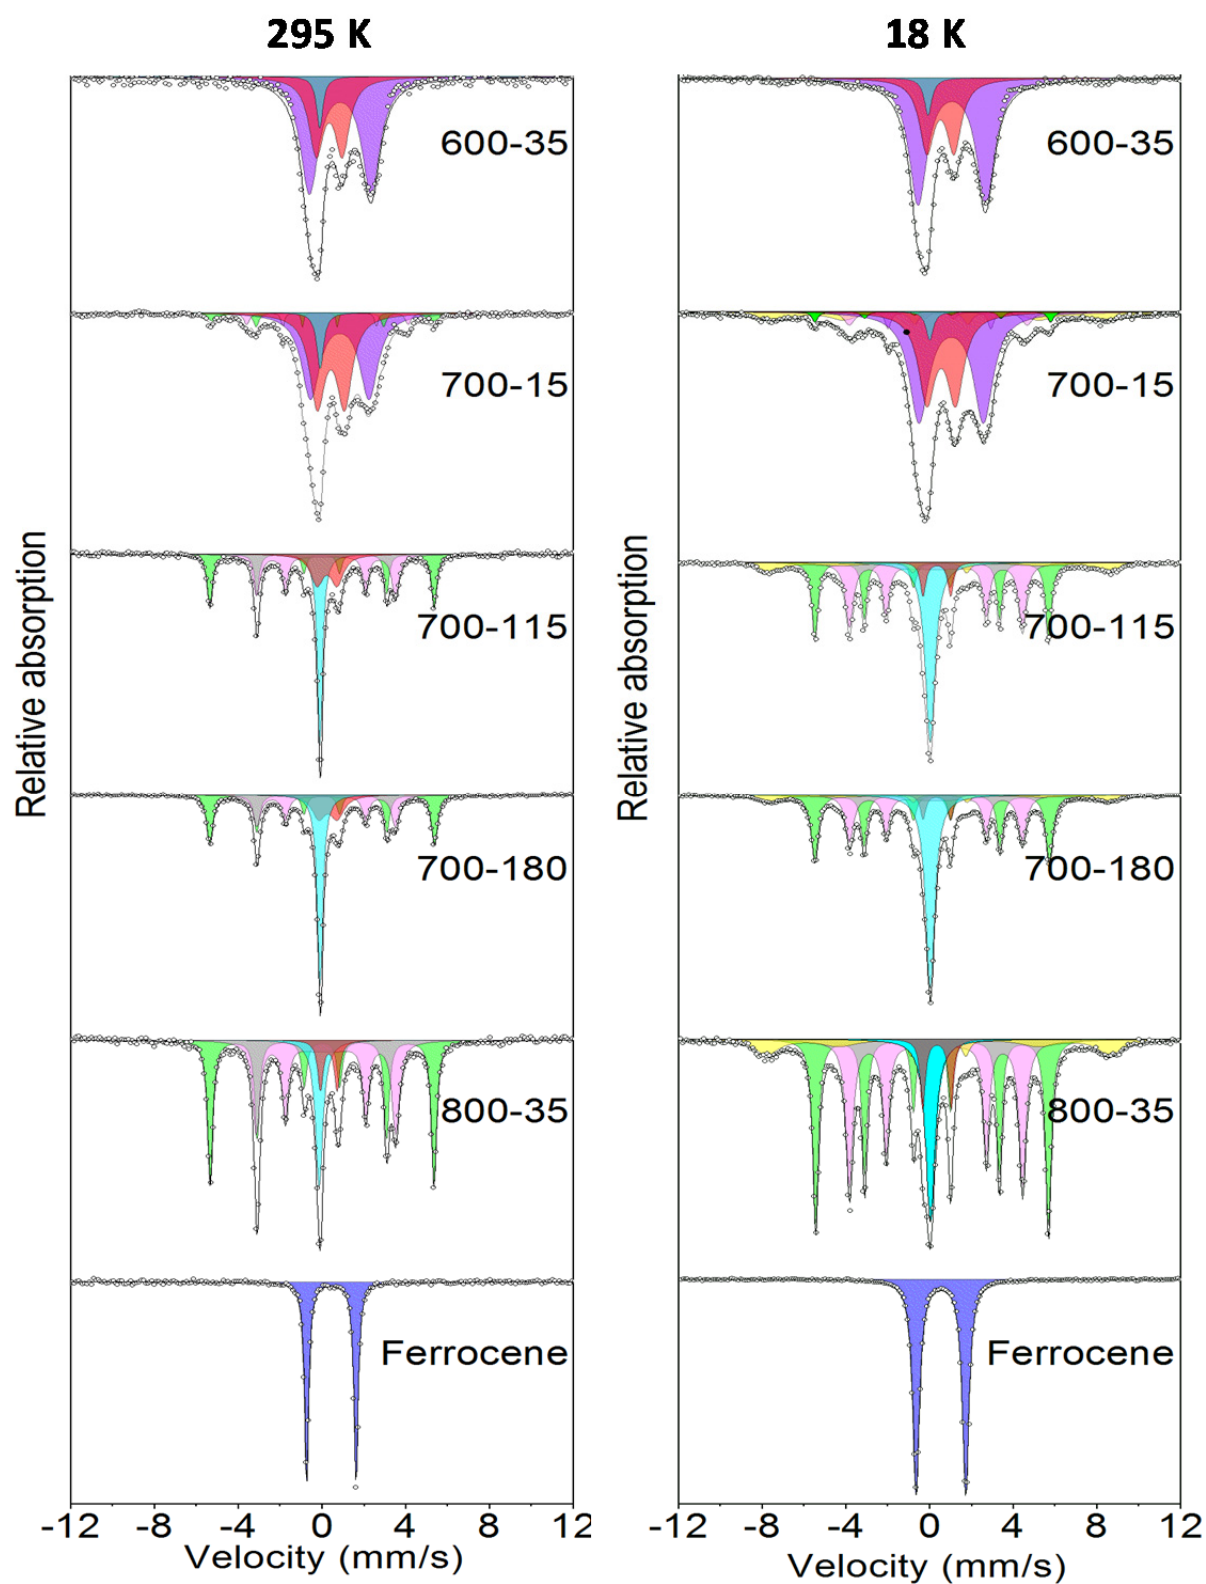 295 K
18 K
600-35
600-35
700-15
700-15
Relative absorption
Relative absorption
700-115
700-115
700-180
700-180
800-35
800-35
Ferrocene
Ferrocene
-12 -8 -4 0 4 8 12
-12 -8 -4 0 4 8 12
Velocity (mm/s)
Velocity (mm/s)